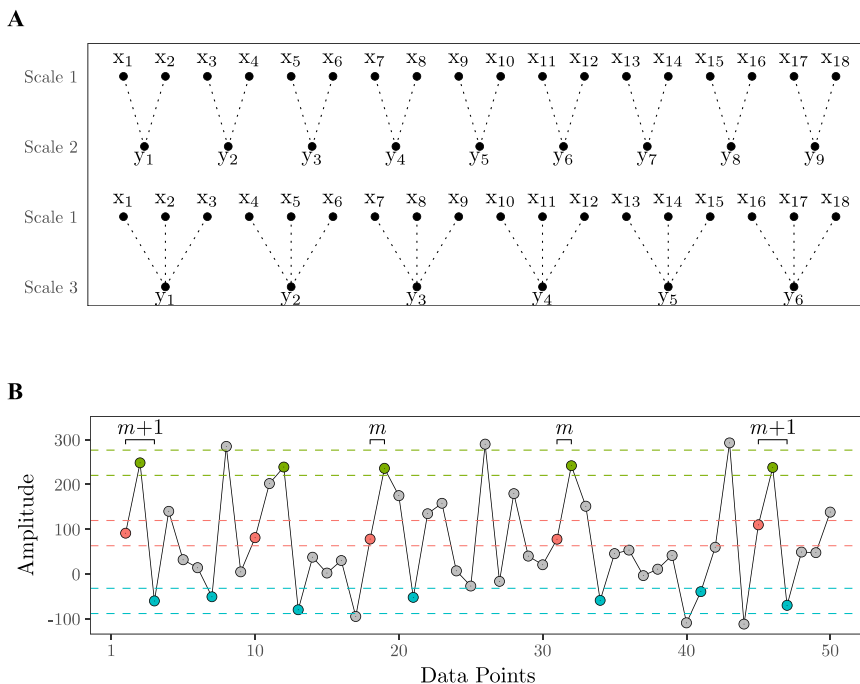 A
x₁ x₂ x₃ x₄ x₅ x₆ x₇ x₈ x₉ x₁₀ x₁₁ x₁₂ x₁₃ x₁₄ x₁₅ x₁₆ x₁₇ x₁₈
Scale 1
Scale 2
y₁ y₂ y₃ y₄ y₅ y₆ y₇ y₈ y₉
x₁ x₂ x₃ x₄ x₅ x₆ x₇ x₈ x₉ x₁₀ x₁₁ x₁₂ x₁₃ x₁₄ x₁₅ x₁₆ x₁₇ x₁₈
Scale 1
Scale 3
y₁ y₂ y₃ y₄ y₅ y₆
B
m+1 m m m+1
Amplitude
300
200
100
0
-100
1 10 20 30 40 50
Data Points